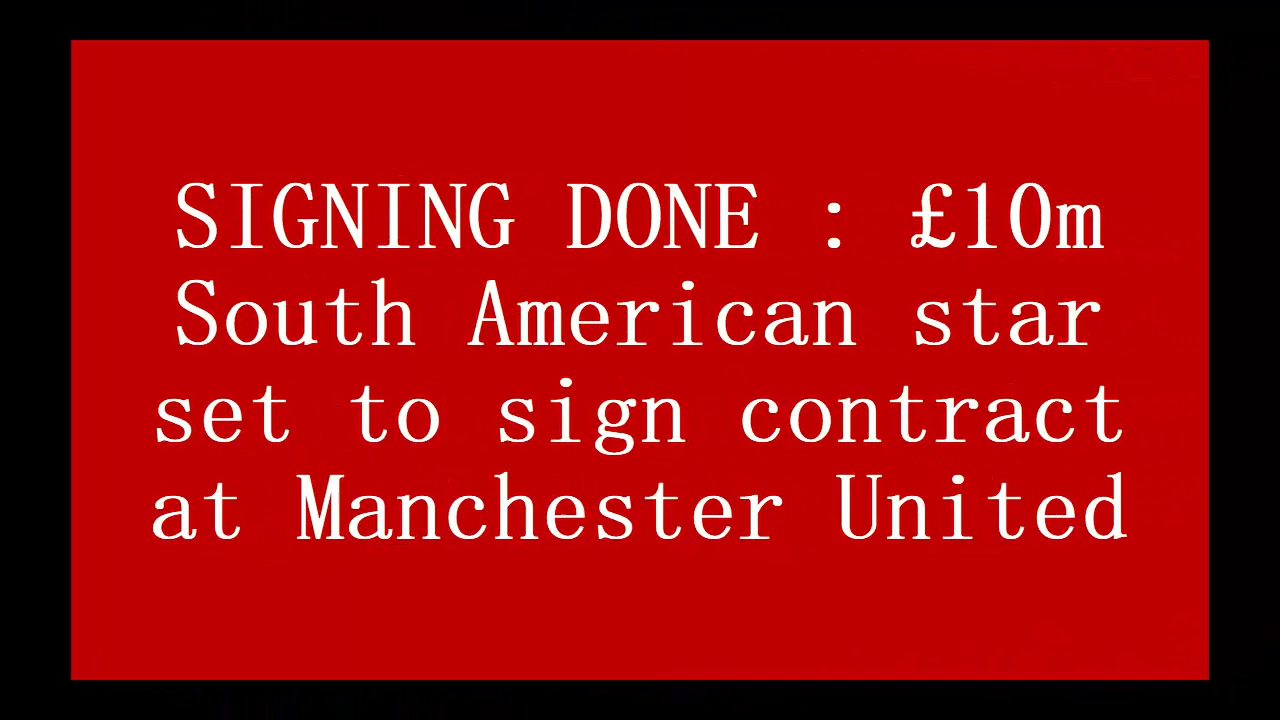 SIGNING DONE : £10m
South American star
set to sign contract
at Manchester United